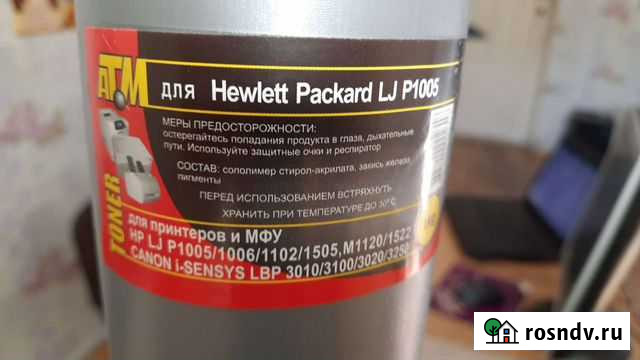 ATM
для Hewlett Packard LJ P1005
МЕРЫ ПРЕДОСТОРОЖНОСТИ:
остерегайтесь попадания продукта в глаза, дыхательные
пути. Используйте защитные очки и респиратор
СОСТАВ: сополимер стирол-акрилата, закись железа,
пигменты
ПЕРЕД ИСПОЛЬЗОВАНИЕМ ВСТРЯХНУТЬ
ХРАНИТЬ ПРИ ТЕМПЕРАТУРЕ ДО 30°С
TONER
для принтеров и МФУ
HP LJ P1005/1006/1102/1505,M1120/1522
CANON i-SENSYS LBP 3010/3100/3020/3250
rosndv.ru